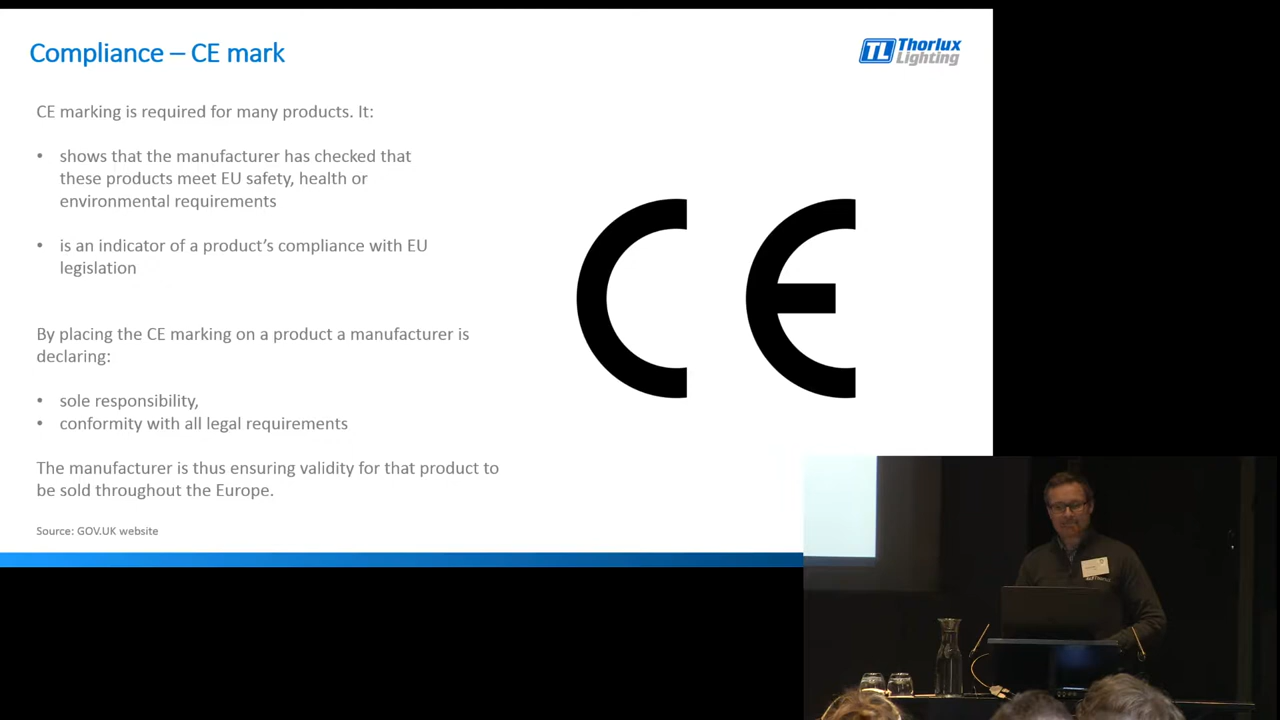 Compliance – CE mark
TL Thorlux
Lighting
CE marking is required for many products. It:
• shows that the manufacturer has checked that
these products meet EU safety, health or
environmental requirements
• is an indicator of a product's compliance with EU
legislation
CE
By placing the CE marking on a product a manufacturer is
declaring:
• sole responsibility,
• conformity with all legal requirements
The manufacturer is thus ensuring validity for that product to
be sold throughout the Europe.
Source: GOV.UK website